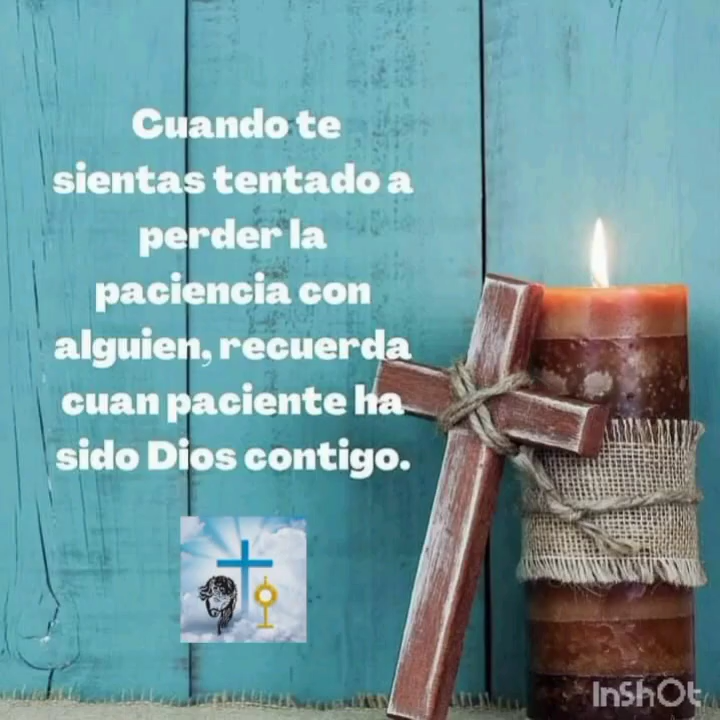 Cuando te
sientas tentado a
perder la
paciencia con
alguien, recuerda
cuan paciente ha
sido Dios contigo.
InShOt